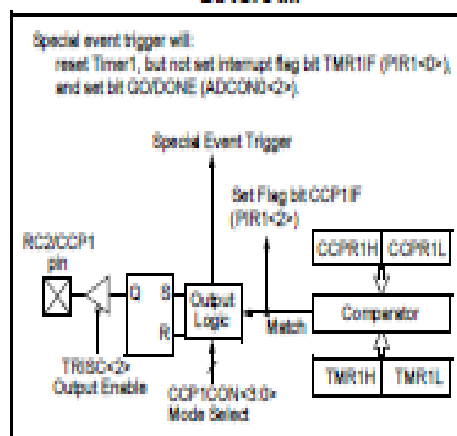 Special event trigger will:
reset Timer1, but not set interrupt flag bit TMR1IF (PIR1<0>),
and set bit GO/DONE (ADCON0<2>).
Special Event Trigger
Set Flag bit CCP1IF
(PIR1<2>)
RC2/CCP1
pin
CCPR1H CCPR1L
Q S
R
Output
Logic
Match
Comparator
TRISC<2>
Output Enable
CCP1CON<3:0>
Mode Select
TMR1H TMR1L